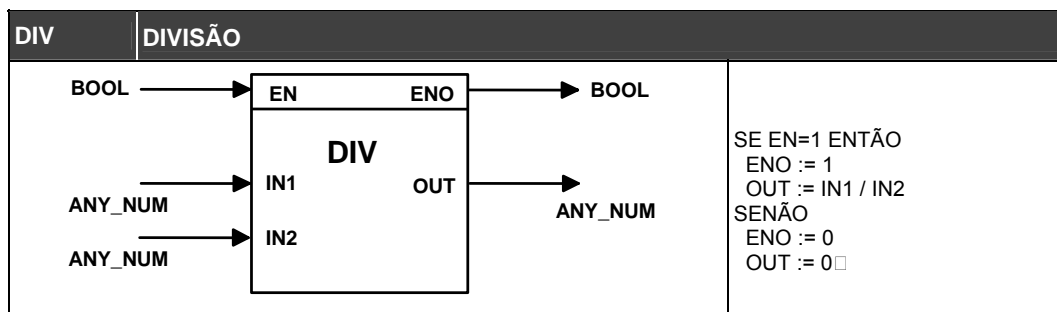 DIV DIVISÃO
BOOL EN ENO BOOL
DIV
IN1 OUT
ANY_NUM ANY_NUM
IN2
ANY_NUM
SE EN=1 ENTÃO
ENO := 1
OUT := IN1 / IN2
SENÃO
ENO := 0
OUT := 0